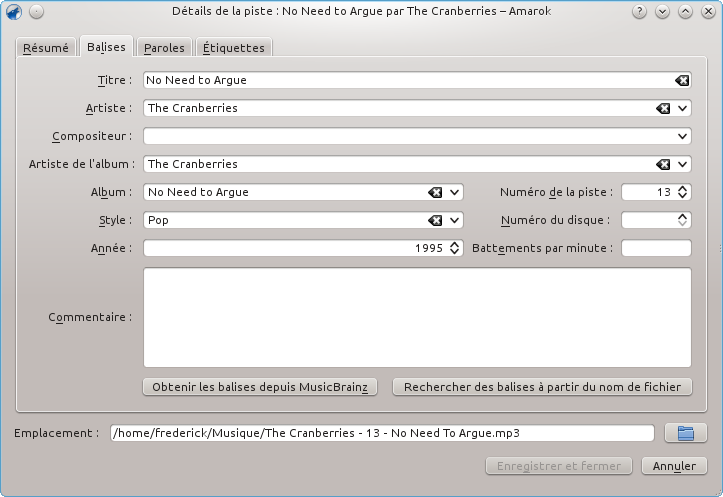 Détails de la piste : No Need to Argue par The Cranberries – Amarok
Résumé Balises Paroles Étiquettes
Titre : No Need to Argue
Artiste : The Cranberries
Compositeur :
Artiste de l'album : The Cranberries
Album : No Need to Argue Numéro de la piste : 13
Style : Pop Numéro du disque :
Année : 1995 Battements par minute :
Commentaire :
Obtenir les balises depuis MusicBrainz Rechercher des balises à partir du nom de fichier
Emplacement : /home/frederick/Musique/The Cranberries - 13 - No Need To Argue.mp3
Enregistrer et fermer Annuler